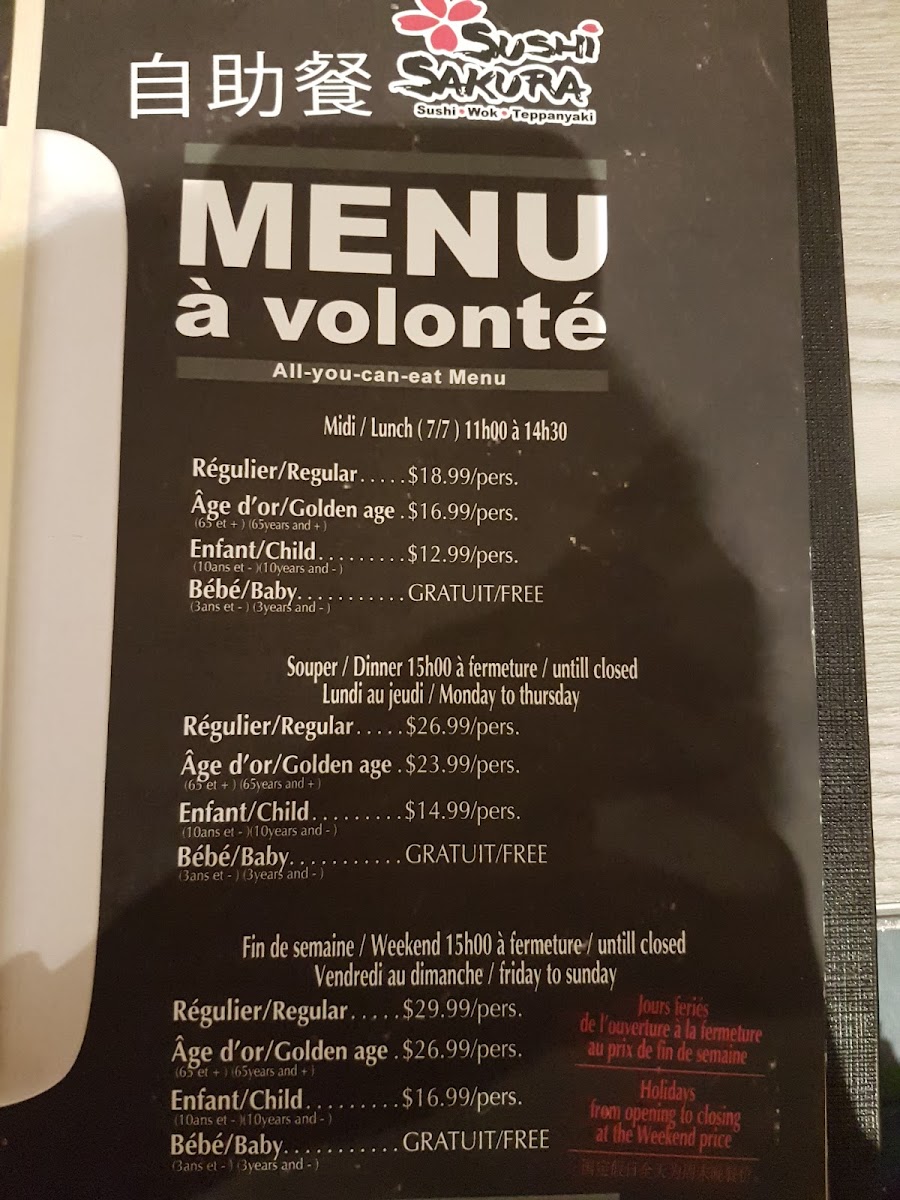 自助餐
SUSHI
SAKURA
Sushi • Wok • Teppanyaki
MENU
à volonté
All-you-can-eat Menu
Midi / Lunch ( 7/7 ) 11h00 à 14h30
Régulier/Regular.....$18.99/pers.
Âge d'or/Golden age .$16.99/pers.
(65 et + ) (65years and + )
Enfant/Child.........$12.99/pers.
(10ans et - )(10years and - )
Bébé/Baby...........GRATUIT/FREE
(3ans et - ) (3years and - )
Souper / Dinner 15h00 à fermeture / untill closed
Lundi au jeudi / Monday to thursday
Régulier/Regular.....$26.99/pers.
Âge d'or/Golden age .$23.99/pers.
(65 et + ) (65years and + )
Enfant/Child.........$14.99/pers.
(10ans et - )(10years and - )
Bébé/Baby...........GRATUIT/FREE
(3ans et - ) (3years and - )
Fin de semaine / Weekend 15h00 à fermeture / untill closed
Vendredi au dimanche / friday to sunday
Régulier/Regular.....$29.99/pers.
Âge d'or/Golden age .$26.99/pers.
(65 et + ) (65years and + )
Enfant/Child.........$16.99/pers.
(10ans et - )(10years and - )
Bébé/Baby...........GRATUIT/FREE
(3ans et - ) (3years and - )
Jours feriés
de l'ouverture à la fermeture
au prix de fin de semaine
Holidays
from opening to closing
at the Weekend price